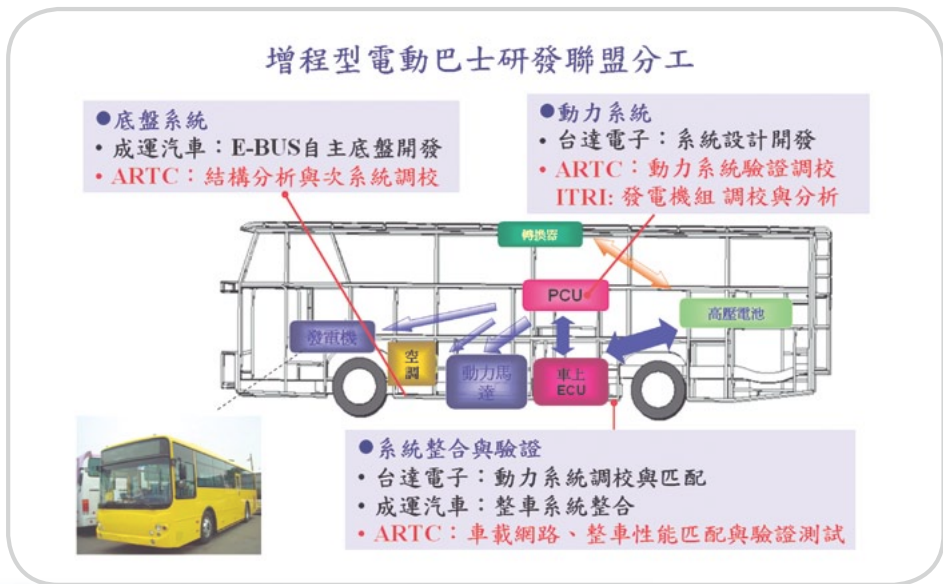 增程型電動巴士研發聯盟分工
●底盤系統
・成運汽車：E-BUS自主底盤開發
・ARTC：結構分析與次系統調校
●動力系統
・台達電子：系統設計開發
・ARTC：動力系統驗證調校
ITRI: 發電機組 調校與分析
轉換器
PCU
高壓電池
發電機
空
調
動力馬
達
車上
ECU
●系統整合與驗證
・台達電子：動力系統調校與匹配
・成運汽車：整車系統整合
・ARTC：車載網路、整車性能匹配與驗證測試